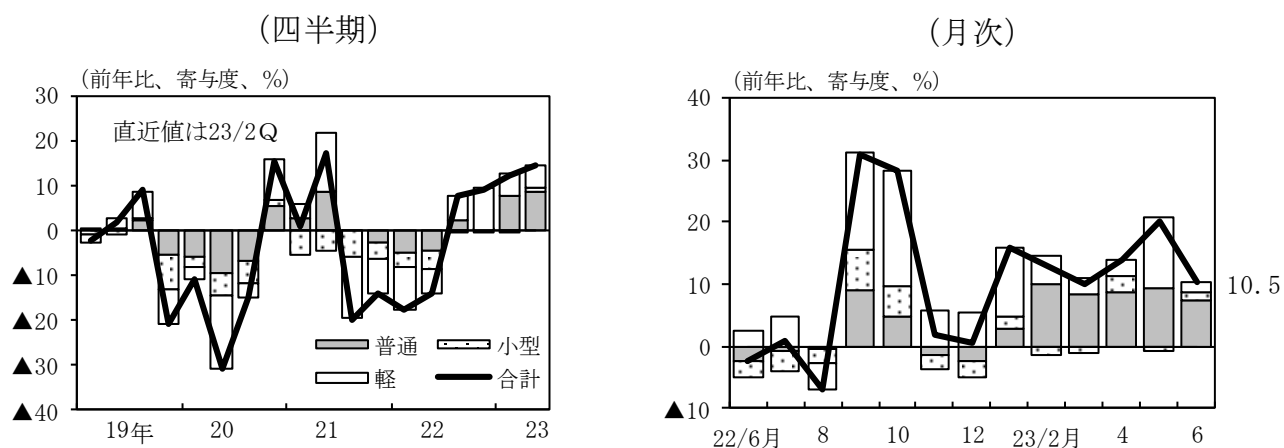 (四半期)
(前年比、寄与度、%)
30
20
10
0
▲10
▲20
▲30
▲40
直近値は23/2Q
普通
小型
軽
合計
19年
20
21
22
23
(月次)
(前年比、寄与度、%)
40
30
20
10
0
▲10
10.5
22/6月
8
10
12
23/2月
4
6